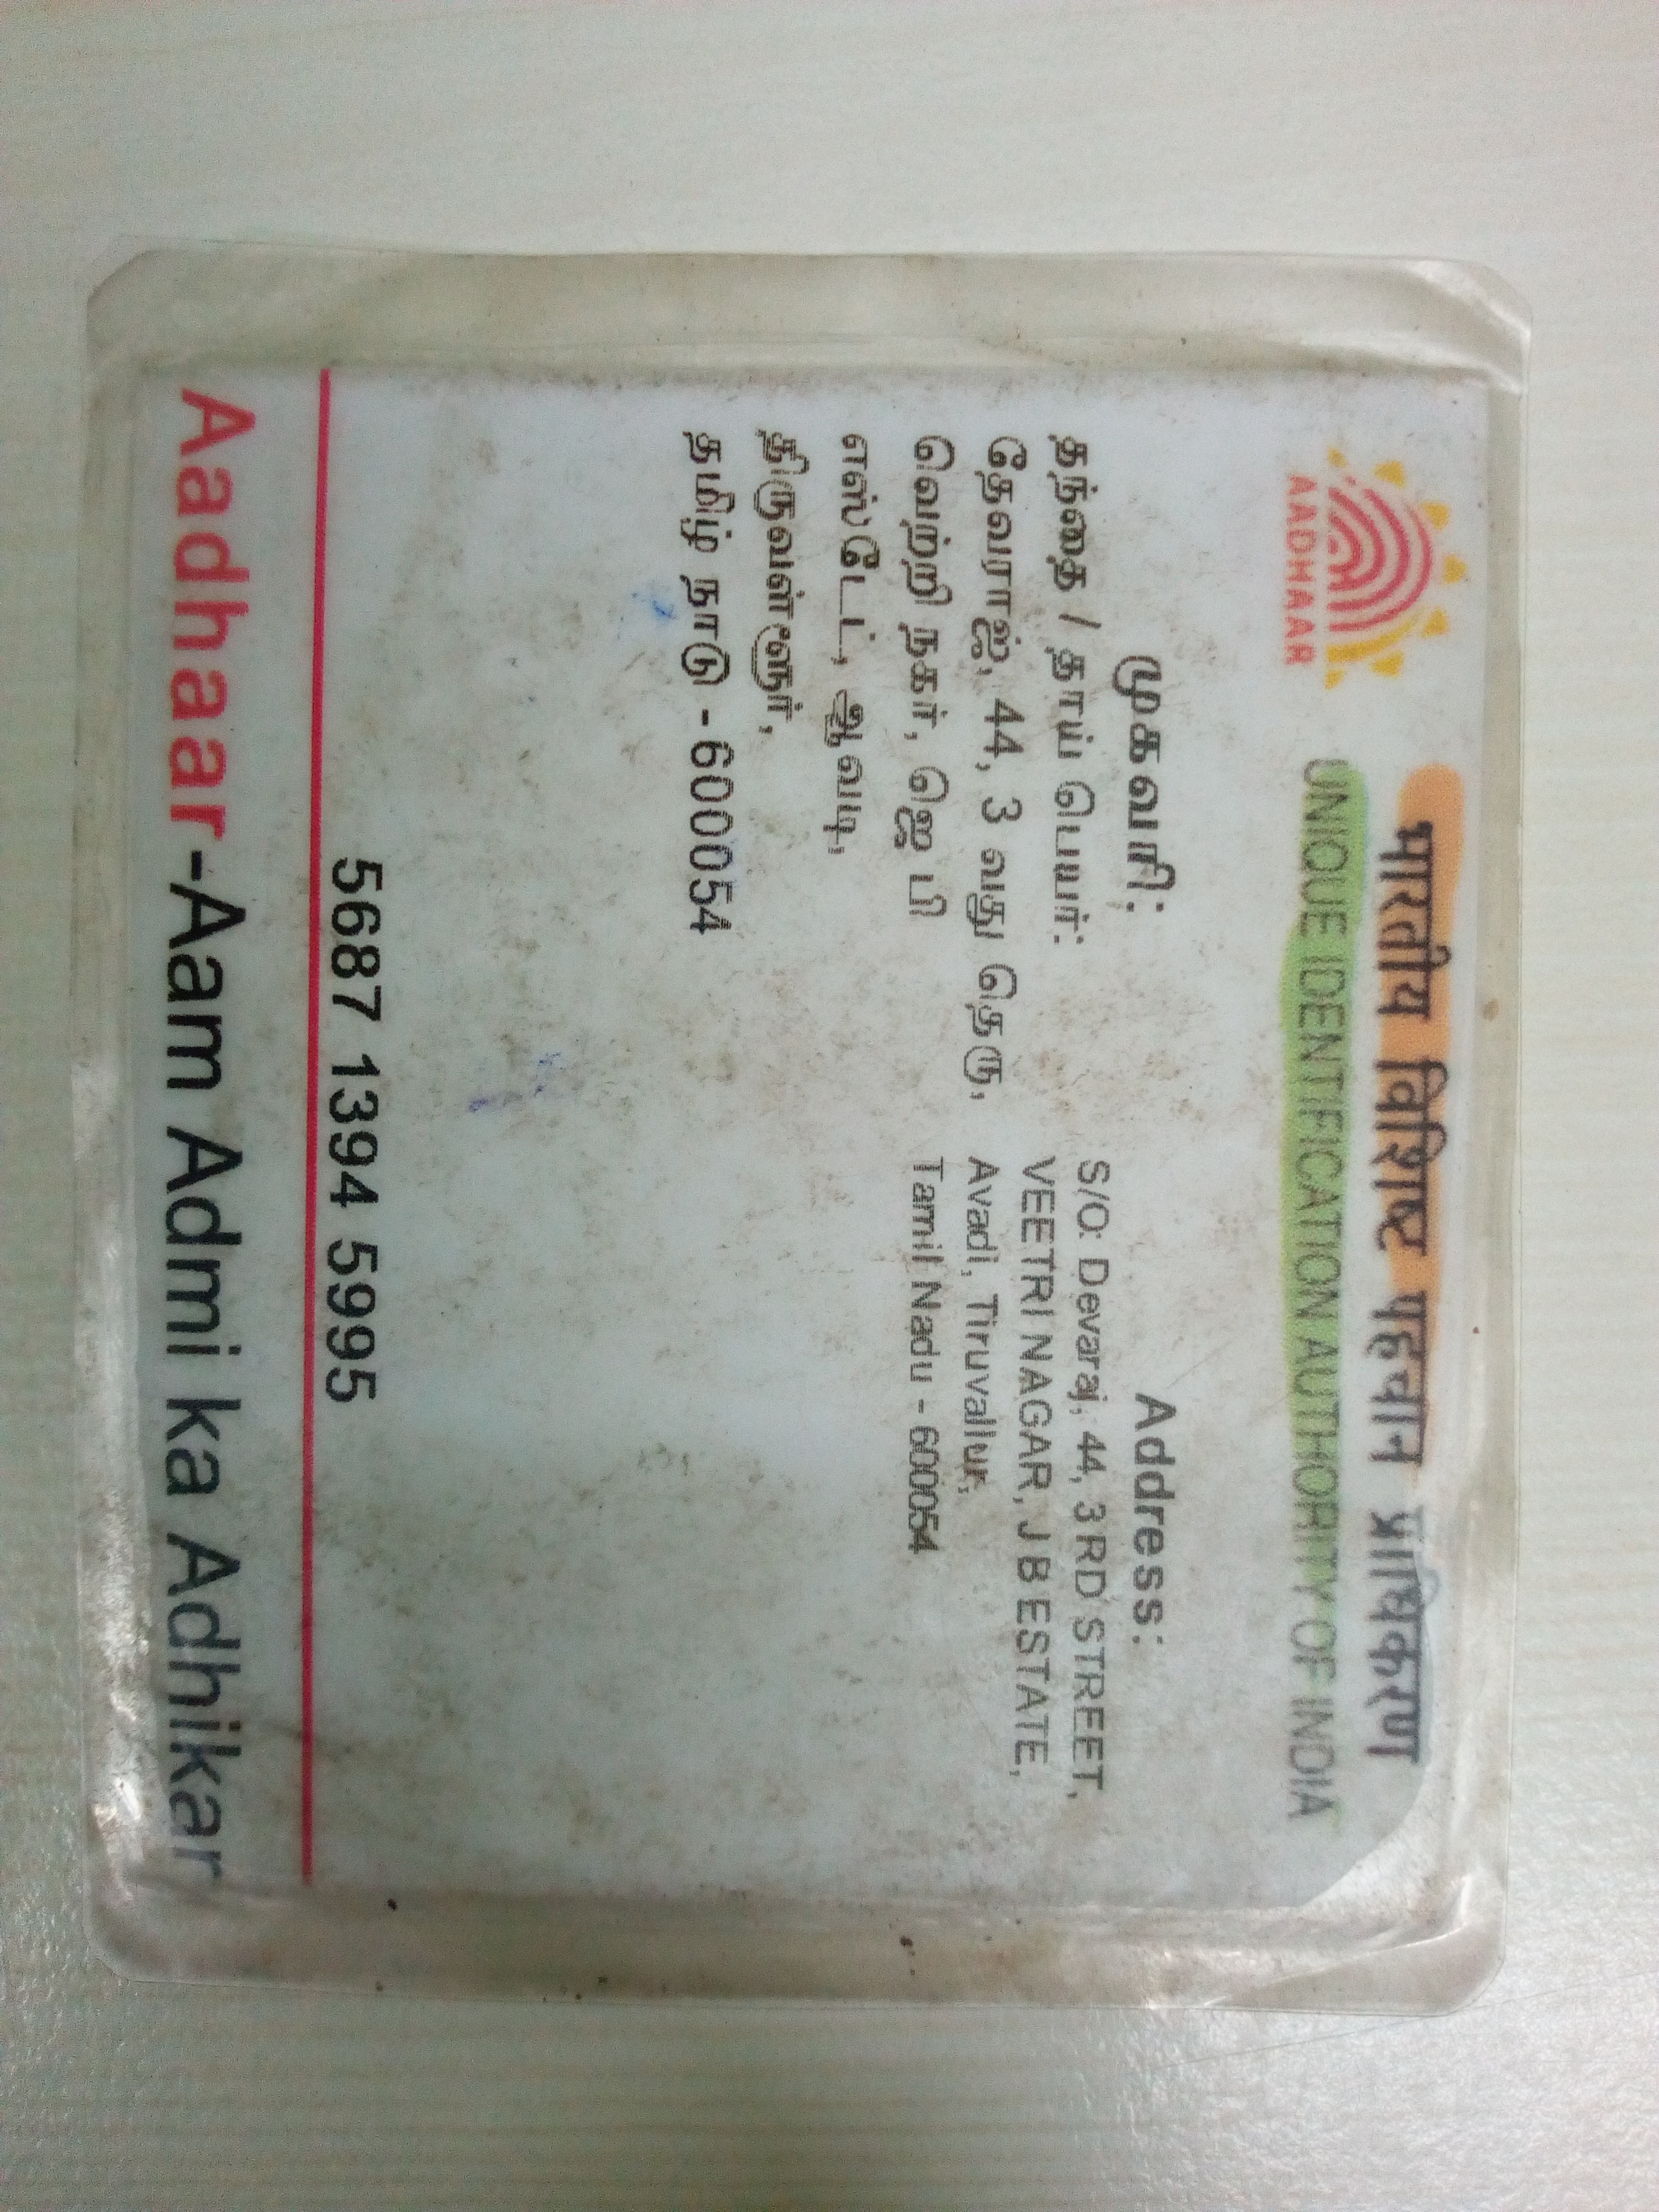 भारतीय विशिष्ट पहचान प्राधिकरण
UNIQUE IDENTIFICATION AUTHORITY OF INDIA
AADHAAR
முகவரி:
தந்தை / தாய் பெயர்:
தேவராஜ், 44, 3 வது தெரு,
வெற்றி நகர், ஜெ பி
எஸ்டேட், ஆவடி,
திருவள்ளூர்,
தமிழ் நாடு - 600054
Address:
S/O: Devaraj, 44, 3 RD STREET,
VEETRI NAGAR, J B ESTATE,
Avadi, Tiruvallur,
Tamil Nadu - 600054
5687 1394 5995
Aadhaar-Aam Admi ka Adhikar